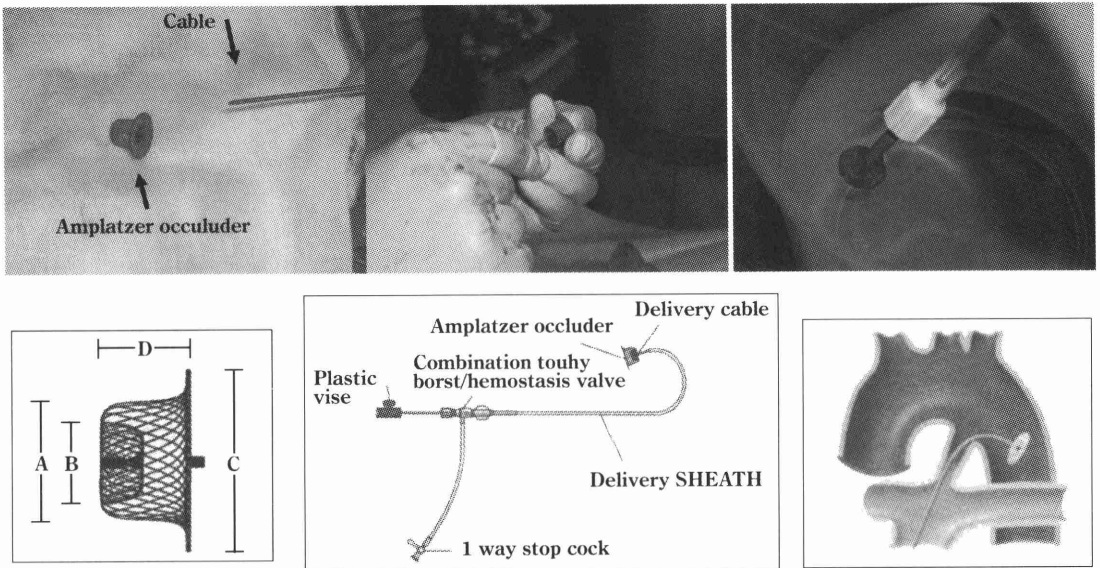 Cable
Amplatzer occuluder
D
A
B
C
Delivery cable
Amplatzer occluder
Combination touhy
borst/hemostasis valve
Plastic
vise
Delivery SHEATH
1 way stop cock